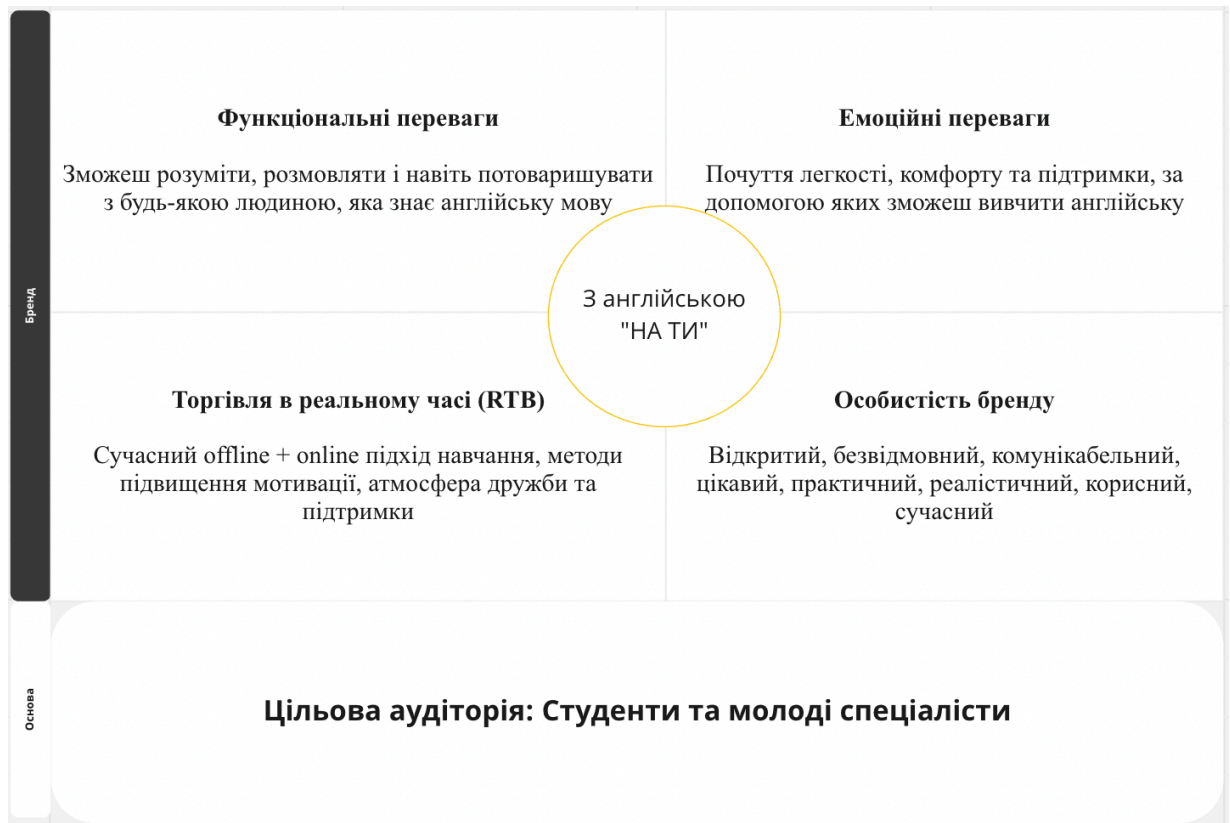 Бренд
Функціональні переваги
Зможеш розуміти, розмовляти і навіть потоваришувати
з будь-якою людиною, яка знає англійську мову
Емоційні переваги
Почуття легкості, комфорту та підтримки, за
допомогою яких зможеш вивчити англійську
З англійською
"НА ТИ"
Торгівля в реальному часі (RTB)
Сучасний offline + online підхід навчання, методи
підвищення мотивації, атмосфера дружби та
підтримки
Особистість бренду
Відкритий, безвідмовний, комунікабельний,
цікавий, практичний, реалістичний, корисний,
сучасний
Основа
Цільова аудіторія: Студенти та молоді спеціалісти